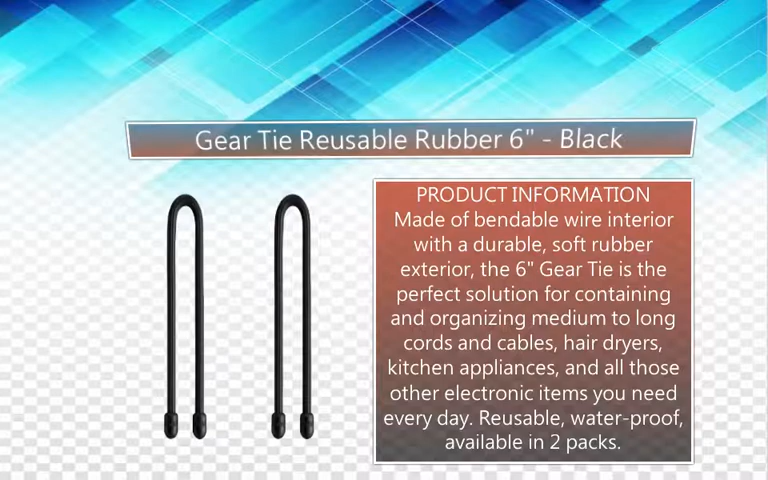 Gear Tie Reusable Rubber 6" - Black
PRODUCT INFORMATION
Made of bendable wire interior
with a durable, soft rubber
exterior, the 6" Gear Tie is the
perfect solution for containing
and organizing medium to long
cords and cables, hair dryers,
kitchen appliances, and all those
other electronic items you need
every day. Reusable, water-proof,
available in 2 packs.